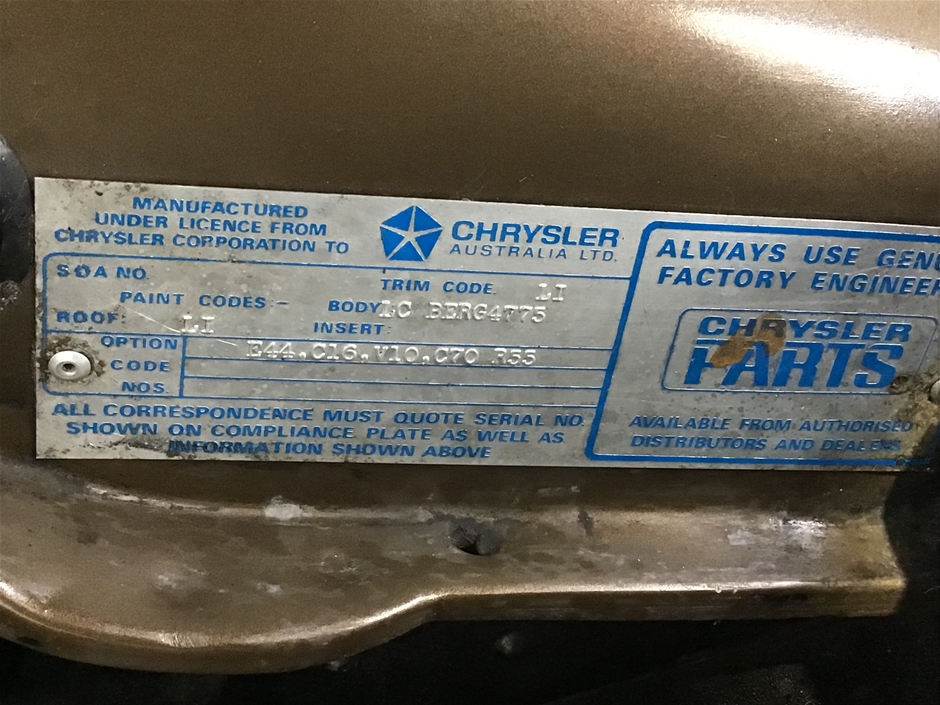 MANUFACTURED
UNDER LICENCE FROM
CHRYSLER CORPORATION TO
CHRYSLER
AUSTRALIA LTD.
SOA NO.
TRIM CODE. LI
PAINT CODES:-
BODY LC BERG4775
ROOF: LI
INSERT:
OPTION
CODE
NOS.
E44,C16,V10,C70 R55
ALL CORRESPONDENCE MUST QUOTE SERIAL NO.
SHOWN ON COMPLIANCE PLATE AS WELL AS
INFORMATION SHOWN ABOVE
ALWAYS USE GENU
FACTORY ENGINEER
CHRYSLER
PARTS
AVAILABLE FROM AUTHORISED
DISTRIBUTORS AND DEALERS